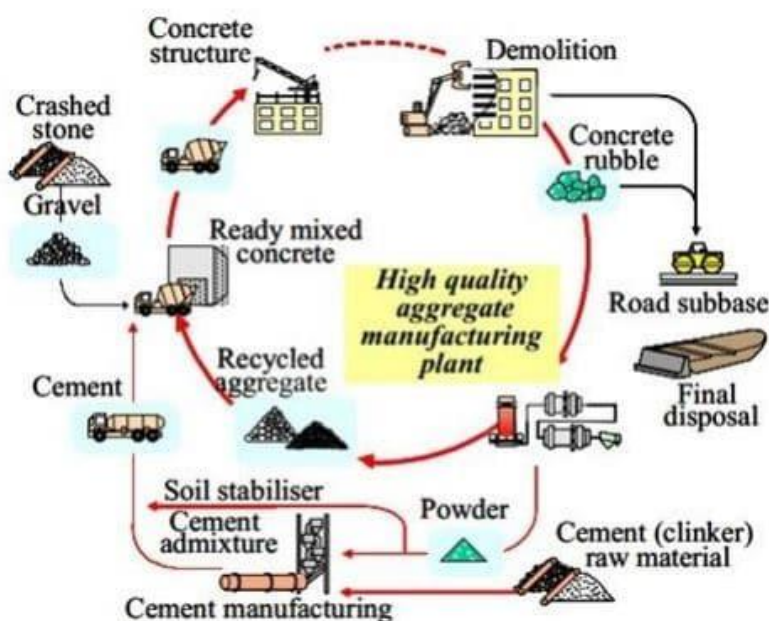 Concrete
structure
Demolition
Crashed
stone
Concrete
rubble
Gravel
Ready mixed
concrete
High quality
aggregate
manufacturing
plant
Road subbase
Recycled
aggregate
Cement
Final
disposal
Soil stabiliser
Cement
admixture
Powder
Cement (clinker)
raw material
Cement manufacturing